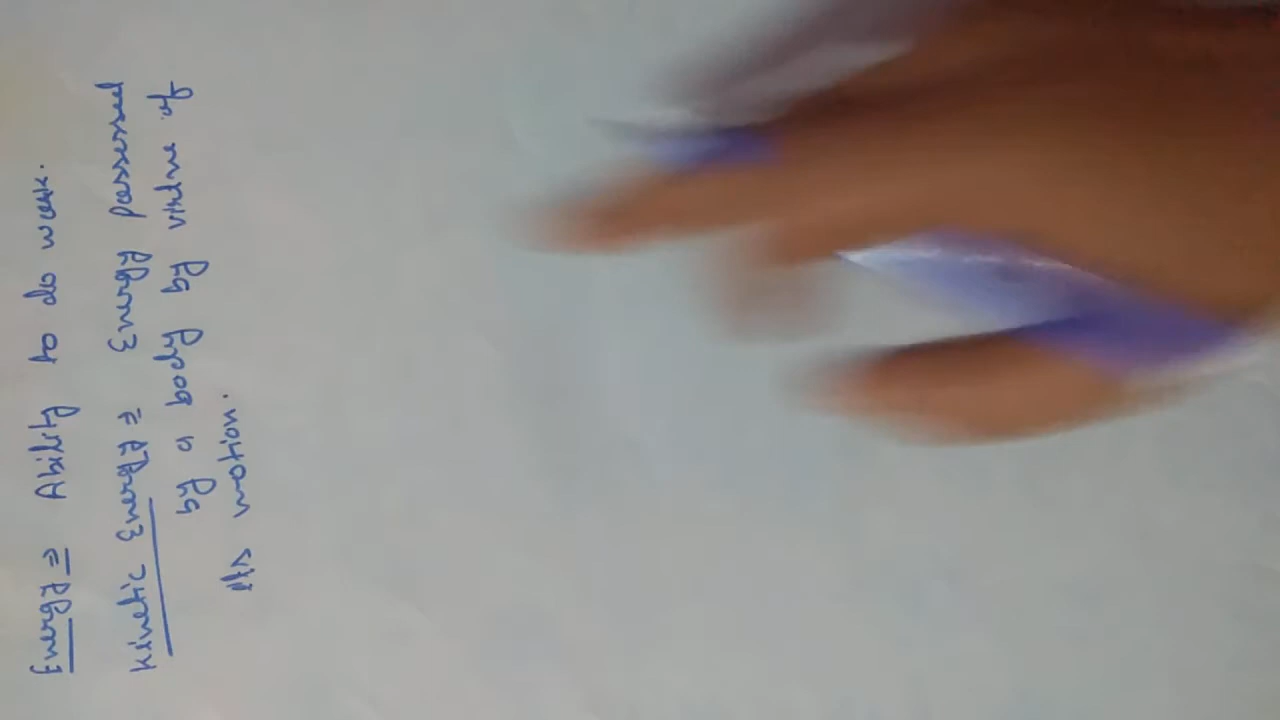 Energy ⇒ Ability to do work.
Kinetic Energy ⇒ Energy possessed
by a body by virtue of
its motion.